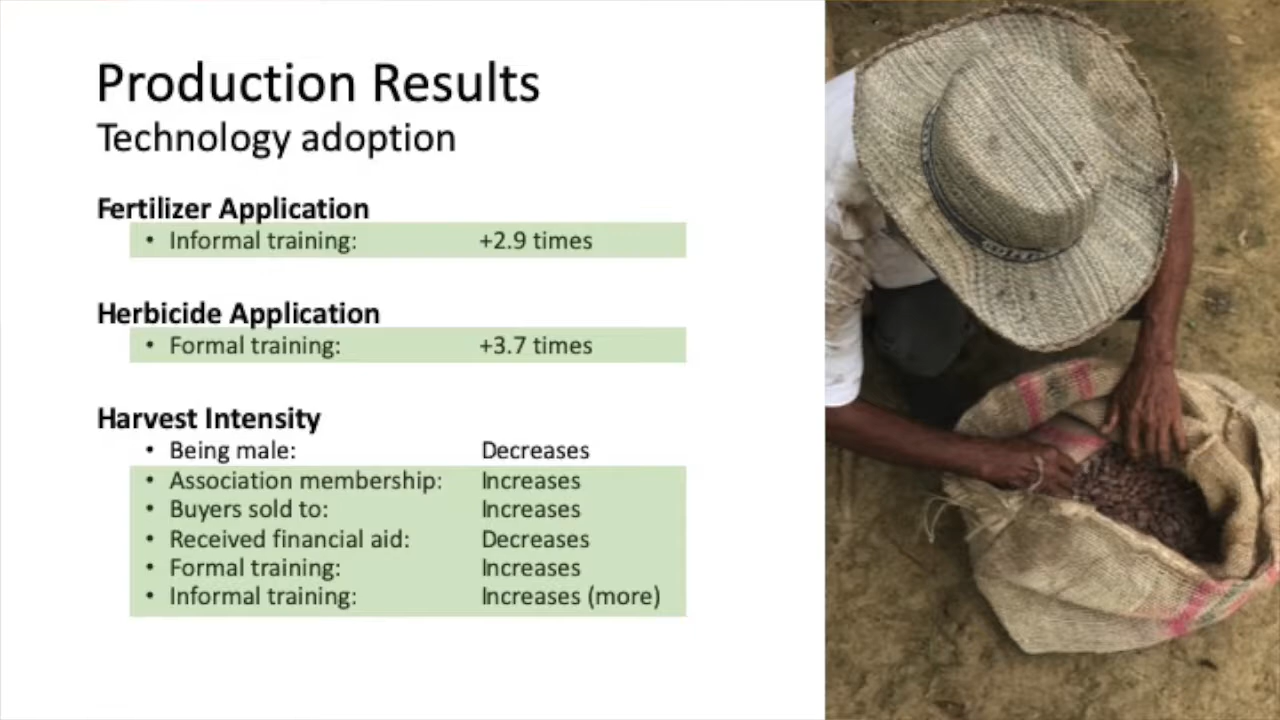 Production Results
Technology adoption
Fertilizer Application
• Informal training: +2.9 times
Herbicide Application
• Formal training: +3.7 times
Harvest Intensity
• Being male: Decreases
• Association membership: Increases
• Buyers sold to: Increases
• Received financial aid: Decreases
• Formal training: Increases
• Informal training: Increases (more)